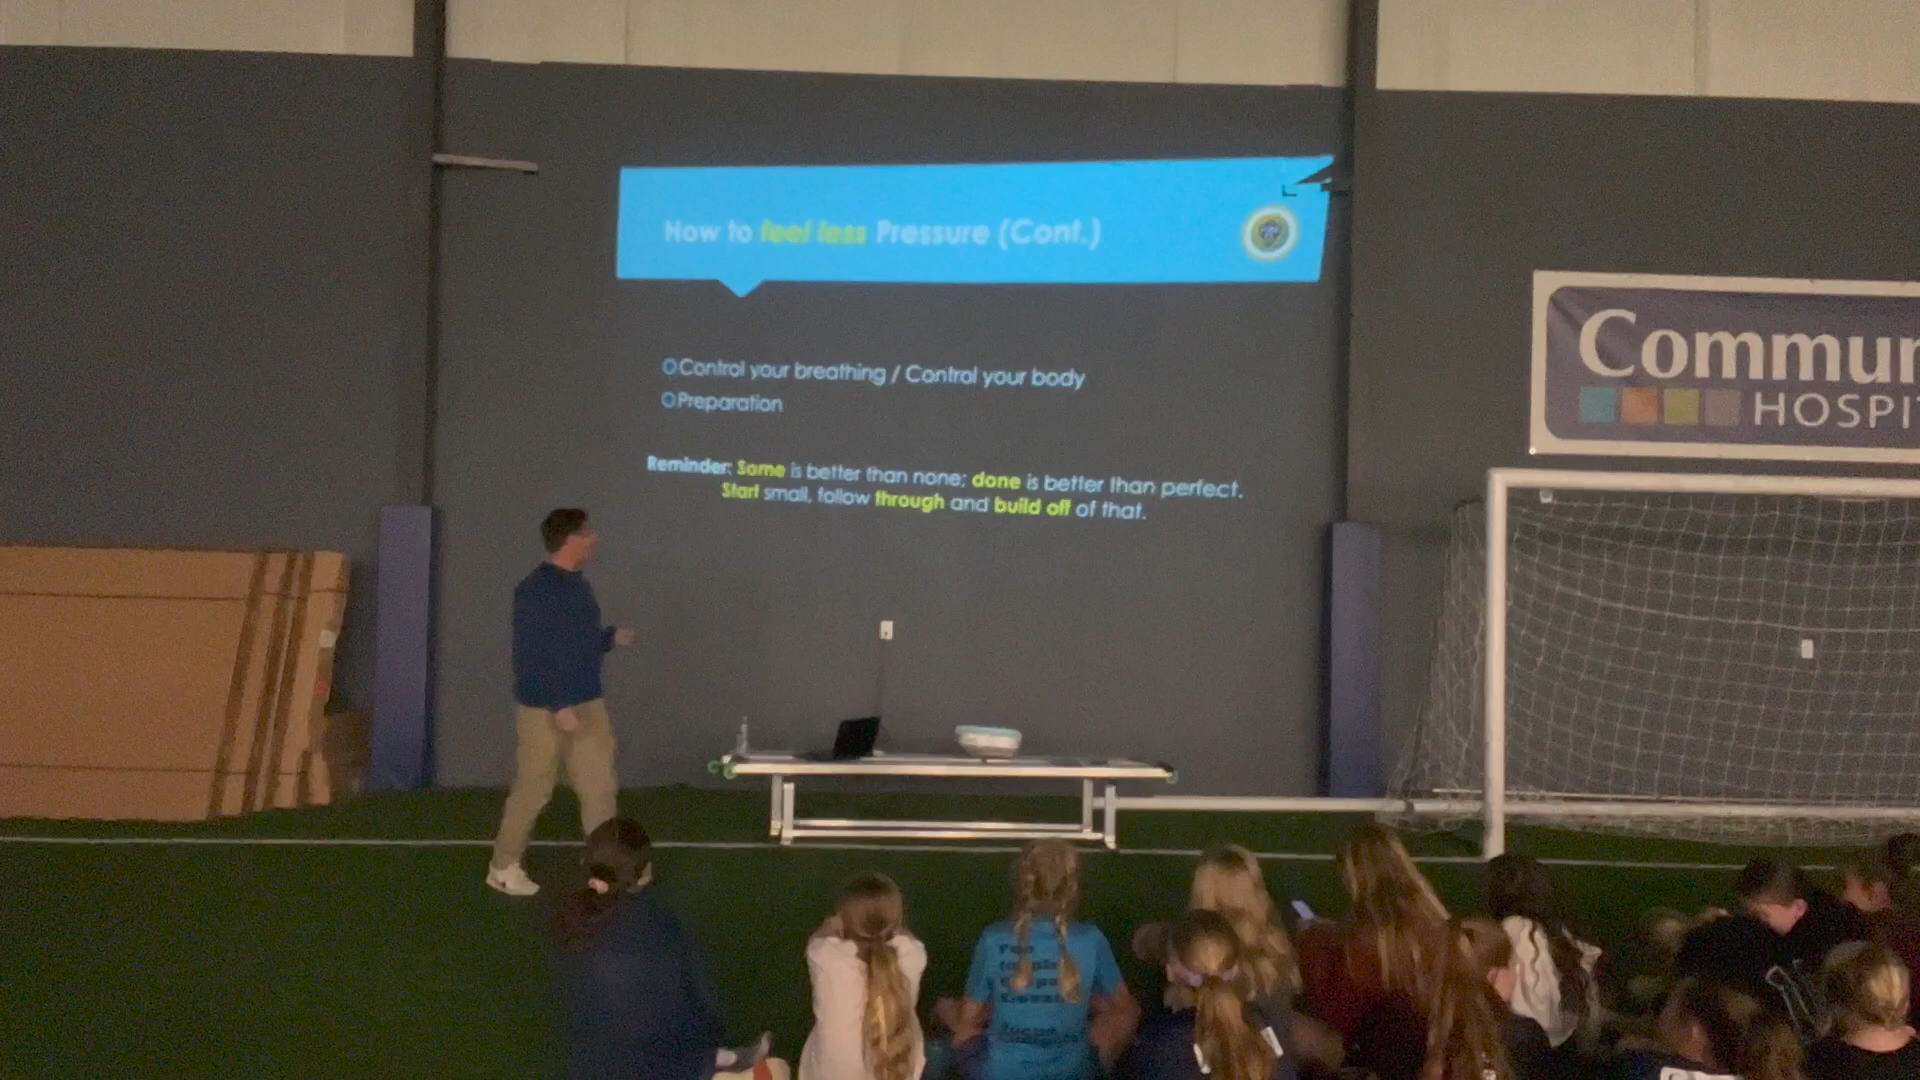 How to feel less Pressure (Cont.)
Control your breathing / Control your body
Preparation
Reminder: Some is better than none; done is better than perfect.
Start small, follow through and build off of that.
Commun
HOSPI